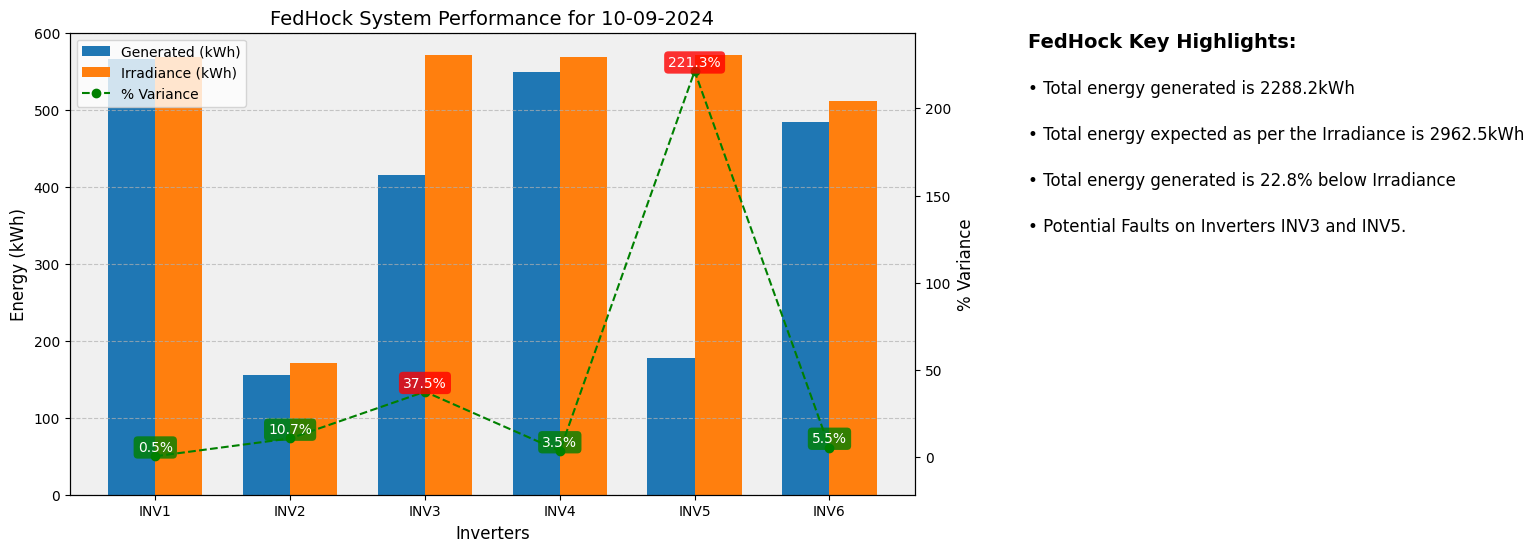 FedHock System Performance for 10-09-2024
Generated (kWh)
Irradiance (kWh)
% Variance
Energy (kWh)
600
500
400
300
200
100
0
0.5%
10.7%
37.5%
3.5%
221.3%
5.5%
INV1
INV2
INV3
INV4
INV5
INV6
Inverters
200
150
100
50
0
% Variance
FedHock Key Highlights:
• Total energy generated is 2288.2kWh
• Total energy expected as per the Irradiance is 2962.5kWh
• Total energy generated is 22.8% below Irradiance
• Potential Faults on Inverters INV3 and INV5.